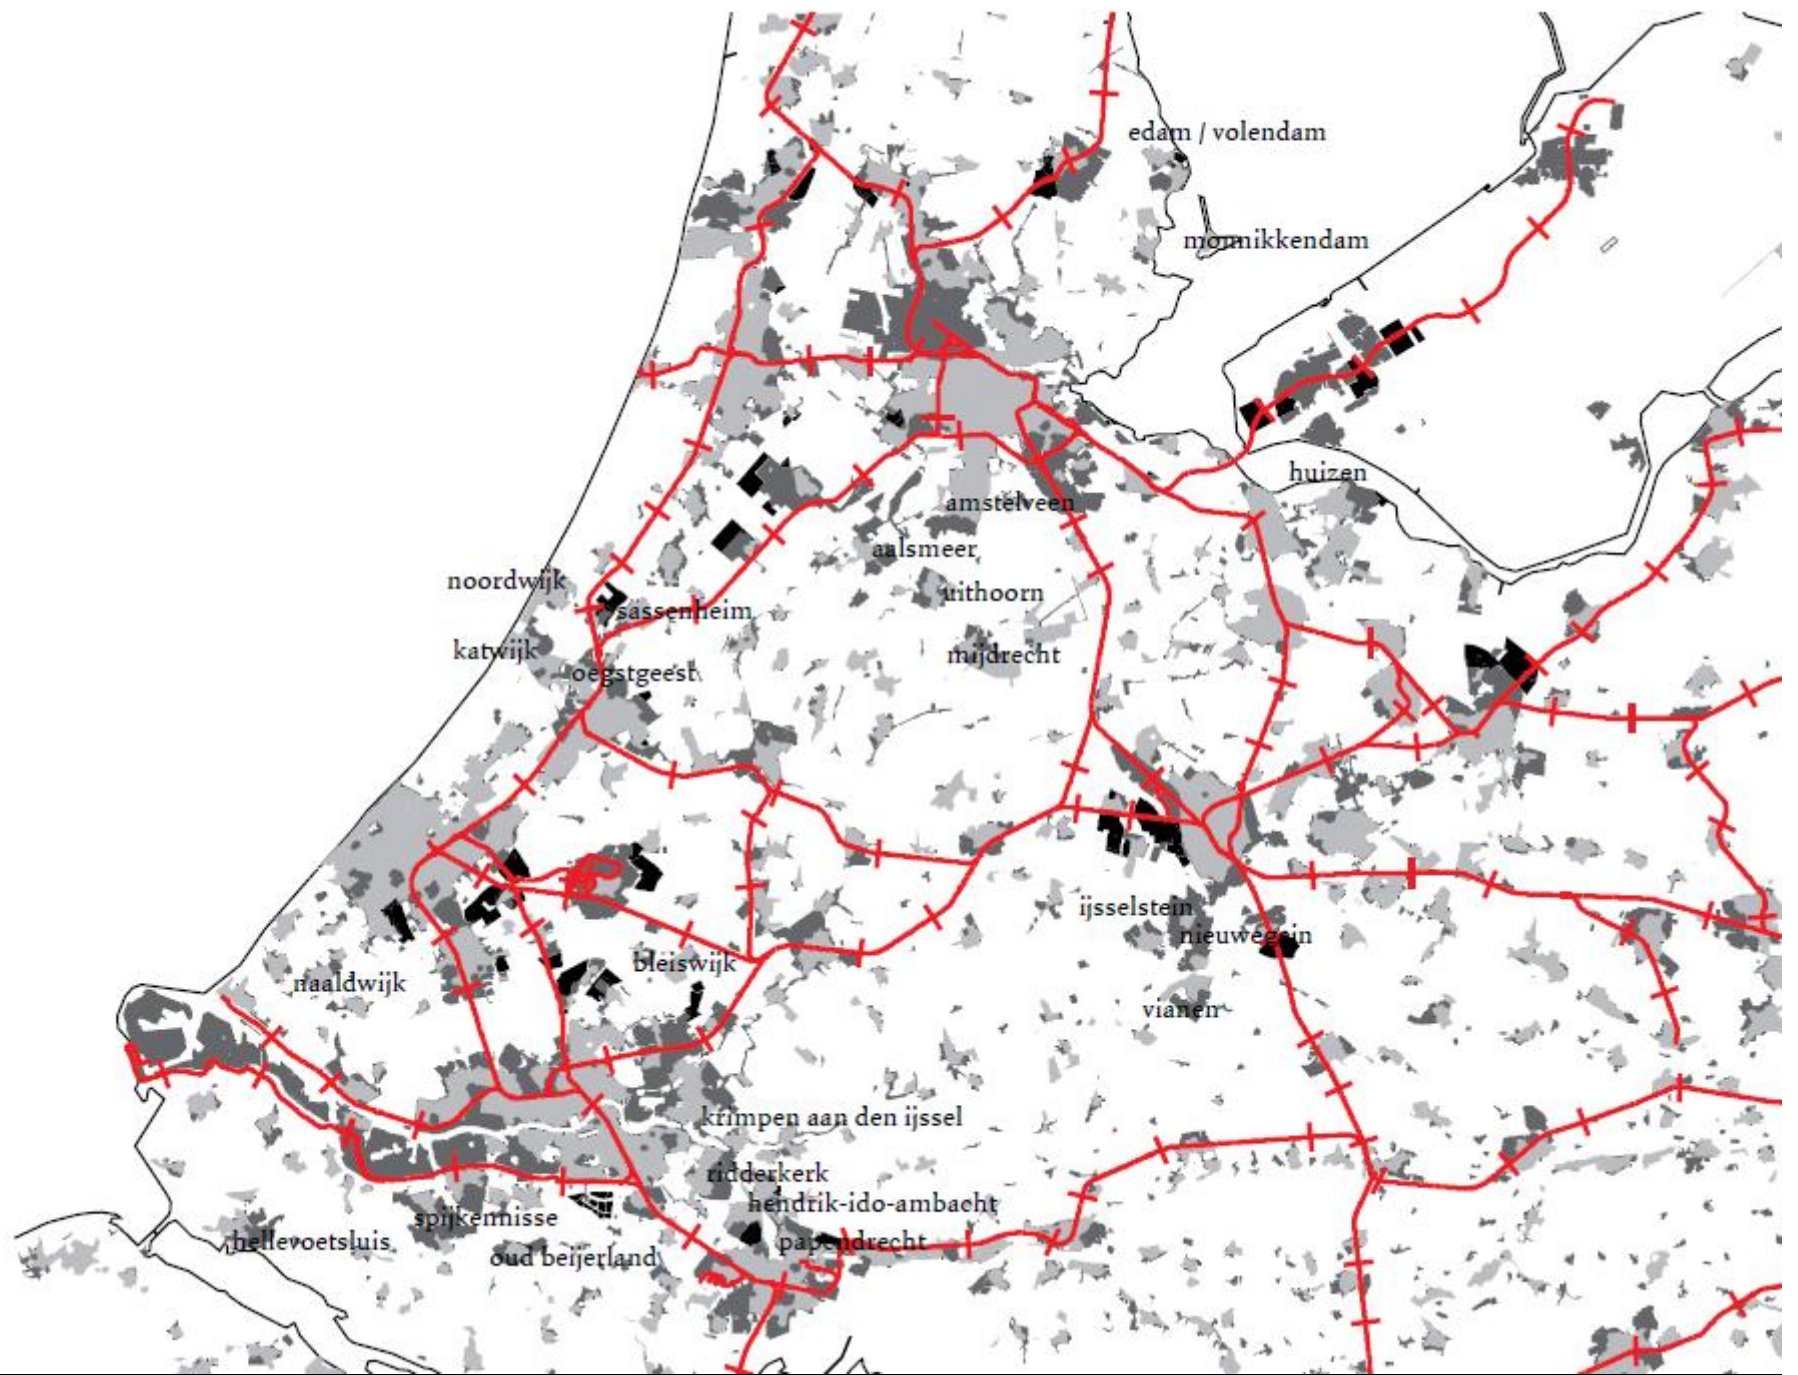 edam / volendam
monnikkendam
huizen
amstelveen
aalsmeer
noordwijk
uithoorn
sassenheim
katwijk
mijdrecht
oegstgeest
ijsselstein
nieuwegein
bleiswijk
naaldwijk
vianen
krimpen aan den ijssel
ridderkerk
hendrik-ido-ambacht
spijkenisse
hellevoetsluis
papendrecht
oud beijerland